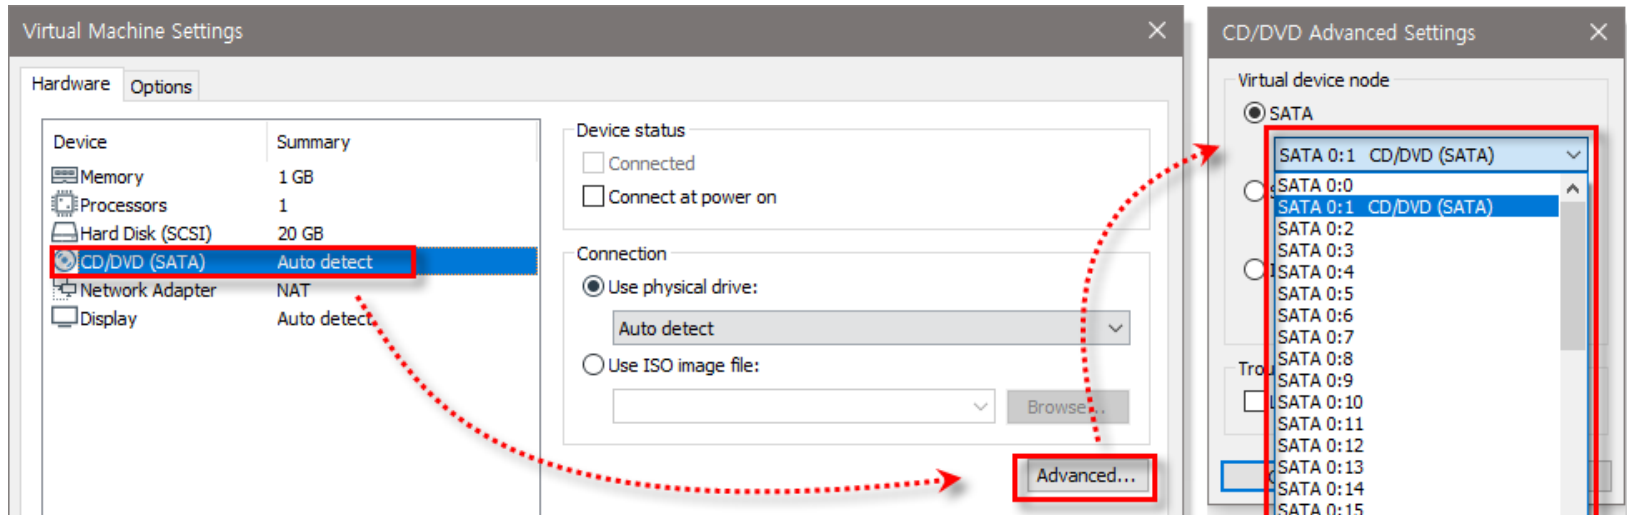 Virtual Machine Settings
Hardware
Options
Device Summary
Memory 1 GB
Processors 1
Hard Disk (SCSI) 20 GB
CD/DVD (SATA) Auto detect
Network Adapter NAT
Display Auto detect
Device status
Connected
Connect at power on
Connection
Use physical drive:
Auto detect
Use ISO image file:
Browse...
Advanced...
CD/DVD Advanced Settings
Virtual device node
SATA
SATA 0:1 CD/DVD (SATA)
SATA 0:0
SATA 0:1 CD/DVD (SATA)
SATA 0:2
SATA 0:3
SATA 0:4
SATA 0:5
SATA 0:6
SATA 0:7
SATA 0:8
SATA 0:9
SATA 0:10
SATA 0:11
SATA 0:12
SATA 0:13
SATA 0:14
SATA 0:15